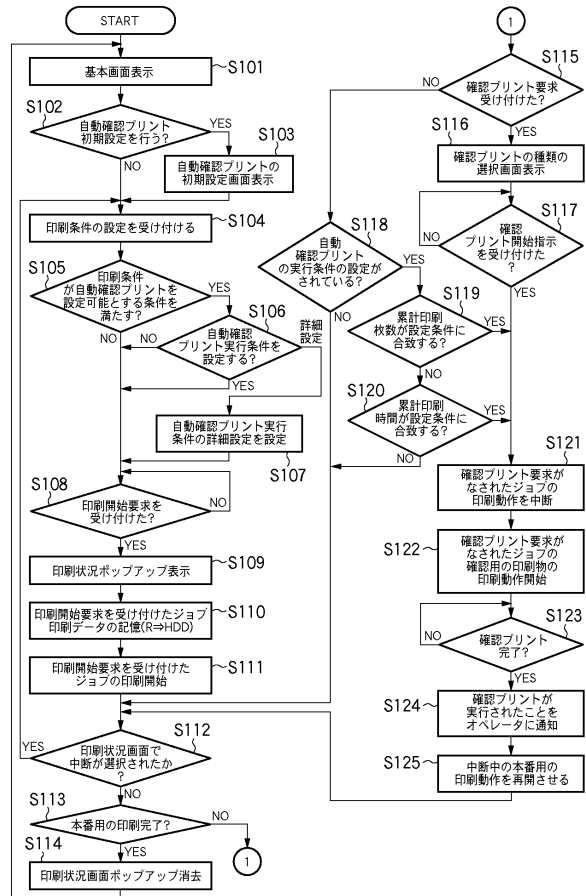 START
基本画面表示
S101
S102
自動確認プリント
初期設定を行う?
YES
NO
S103
自動確認プリントの
初期設定画面表示
印刷条件の設定を受け付ける
S104
S105
印刷条件
が自動確認プリントを
設定可能とする条件を
満たす?
YES
NO
S106
自動確認
プリント実行条件を
設定する?
NO
YES
詳細
設定
自動確認プリント実行
条件の詳細設定を設定
S107
S108
印刷開始要求を
受け付けた?
NO
YES
印刷状況ポップアップ表示
S109
印刷開始要求を受け付けたジョブ
印刷データの記憶(R⇒HDD)
S110
印刷開始要求を受け付けた
ジョブの印刷開始
S111
S112
印刷状況画面で
中断が選択されたか
?
YES
NO
S113
本番用の印刷完了?
NO
YES
1
S114
印刷状況画面ポップアップ消去
1
S115
確認プリント要求
受け付けた?
NO
YES
S116
確認プリントの種類の
選択画面表示
S117
確認
プリント開始指示
を受け付けた
?
NO
YES
S118
自動
確認プリント
の実行条件の設定が
されている?
YES
NO
S119
累計印刷
枚数が設定条件に
合致する?
YES
NO
S120
累計印刷
時間が設定条件に
合致する?
YES
NO
S121
確認プリント要求が
なされたジョブの
印刷動作を中断
S122
確認プリント要求が
なされたジョブの
確認用の印刷物の
印刷動作開始
S123
確認プリント
完了?
NO
YES
S124
確認プリントが
実行されたことを
オペレータに通知
S125
中断中の本番用の
印刷動作を再開させる